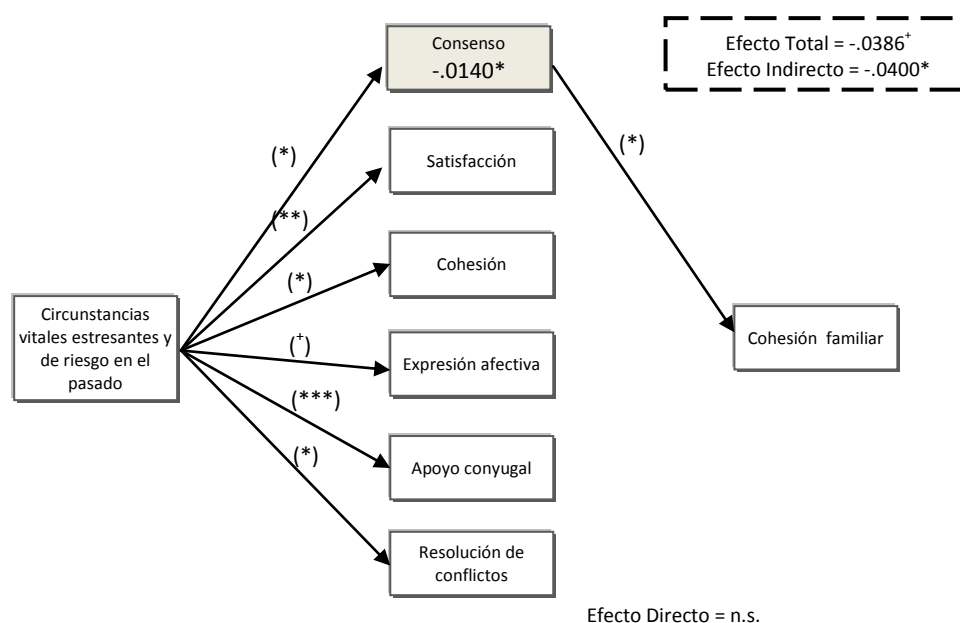 Consenso
-.0140*
Efecto Total = -.0386⁺
Efecto Indirecto = -.0400*
(*)
(*)
Satisfacción
(**)
Cohesión
(*)
Circunstancias
vitales estresantes y
de riesgo en el
pasado
(⁺)
Expresión afectiva
Cohesión familiar
(***)
Apoyo conyugal
(*)
Resolución de
conflictos
Efecto Directo = n.s.